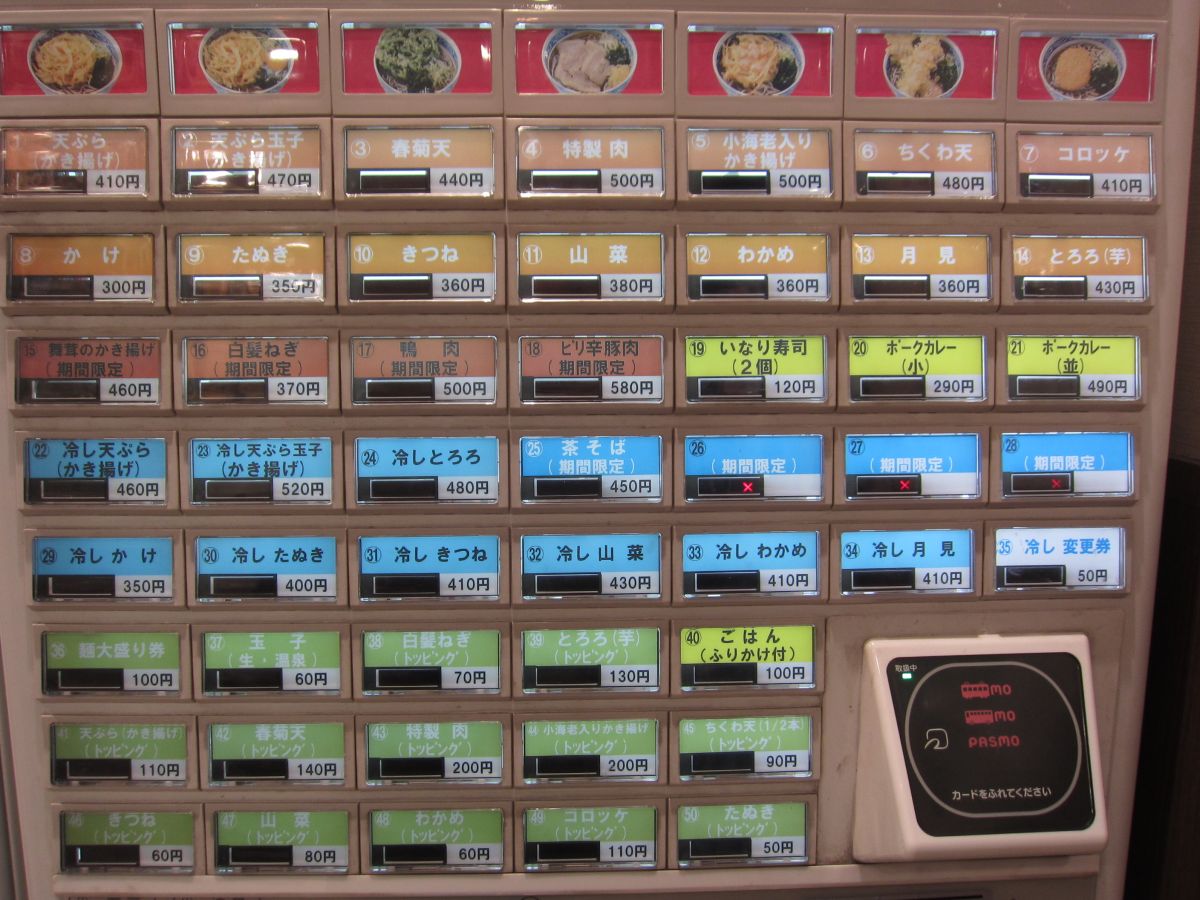 ① 天ぷら
(かき揚げ)
410円
② 天ぷら玉子
(かき揚げ)
470円
③ 春菊天
440円
④ 特製 肉
500円
⑤ 小海老入り
かき揚げ
500円
⑥ ちくわ天
480円
⑦ コロッケ
410円
⑧ か け
300円
⑨ たぬき
350円
⑩ きつね
360円
⑪ 山 菜
380円
⑫ わかめ
360円
⑬ 月 見
360円
⑭ とろろ(芋)
430円
⑮ 舞茸のかき揚げ
(期間限定)
460円
⑯ 白髪ねぎ
(期間限定)
370円
⑰ 鴨 肉
(期間限定)
500円
⑱ ピリ辛豚肉
(期間限定)
580円
⑲ いなり寿司
(2個)
120円
⑳ ポークカレー
(小)
290円
㉑ ポークカレー
(並)
490円
㉒ 冷し天ぷら
(かき揚げ)
460円
㉓ 冷し天ぷら玉子
(かき揚げ)
520円
㉔ 冷しとろろ
480円
㉕ 茶そば
(期間限定)
450円
㉖
(期間限定)
×
㉗
(期間限定)
×
㉘
(期間限定)
×
㉙ 冷し か け
350円
㉚ 冷し たぬき
400円
㉛ 冷し きつね
410円
㉜ 冷し 山 菜
430円
㉝ 冷し わかめ
410円
㉞ 冷し 月 見
410円
㉟ 冷し 変更券
50円
㊱ 麺大盛り券
100円
㊲ 玉 子
(生・温泉)
60円
㊳ 白髪ねぎ
(トッピング)
70円
㊴ とろろ(芋)
(トッピング)
130円
㊵ ごはん
(ふりかけ付)
100円
㊶ 天ぷら(かき揚げ)
(トッピング)
110円
㊷ 春菊天
(トッピング)
140円
㊸ 特製 肉
(トッピング)
200円
㊹ 小海老入りかき揚げ
(トッピング)
200円
㊺ ちくわ天(1/2本)
(トッピング)
90円
㊻ きつね
(トッピング)
60円
㊼ 山 菜
(トッピング)
80円
㊽ わかめ
(トッピング)
60円
㊾ コロッケ
(トッピング)
110円
㊿ たぬき
(トッピング)
50円
取扱中
MO
MO
PASMO
カードをふれてください